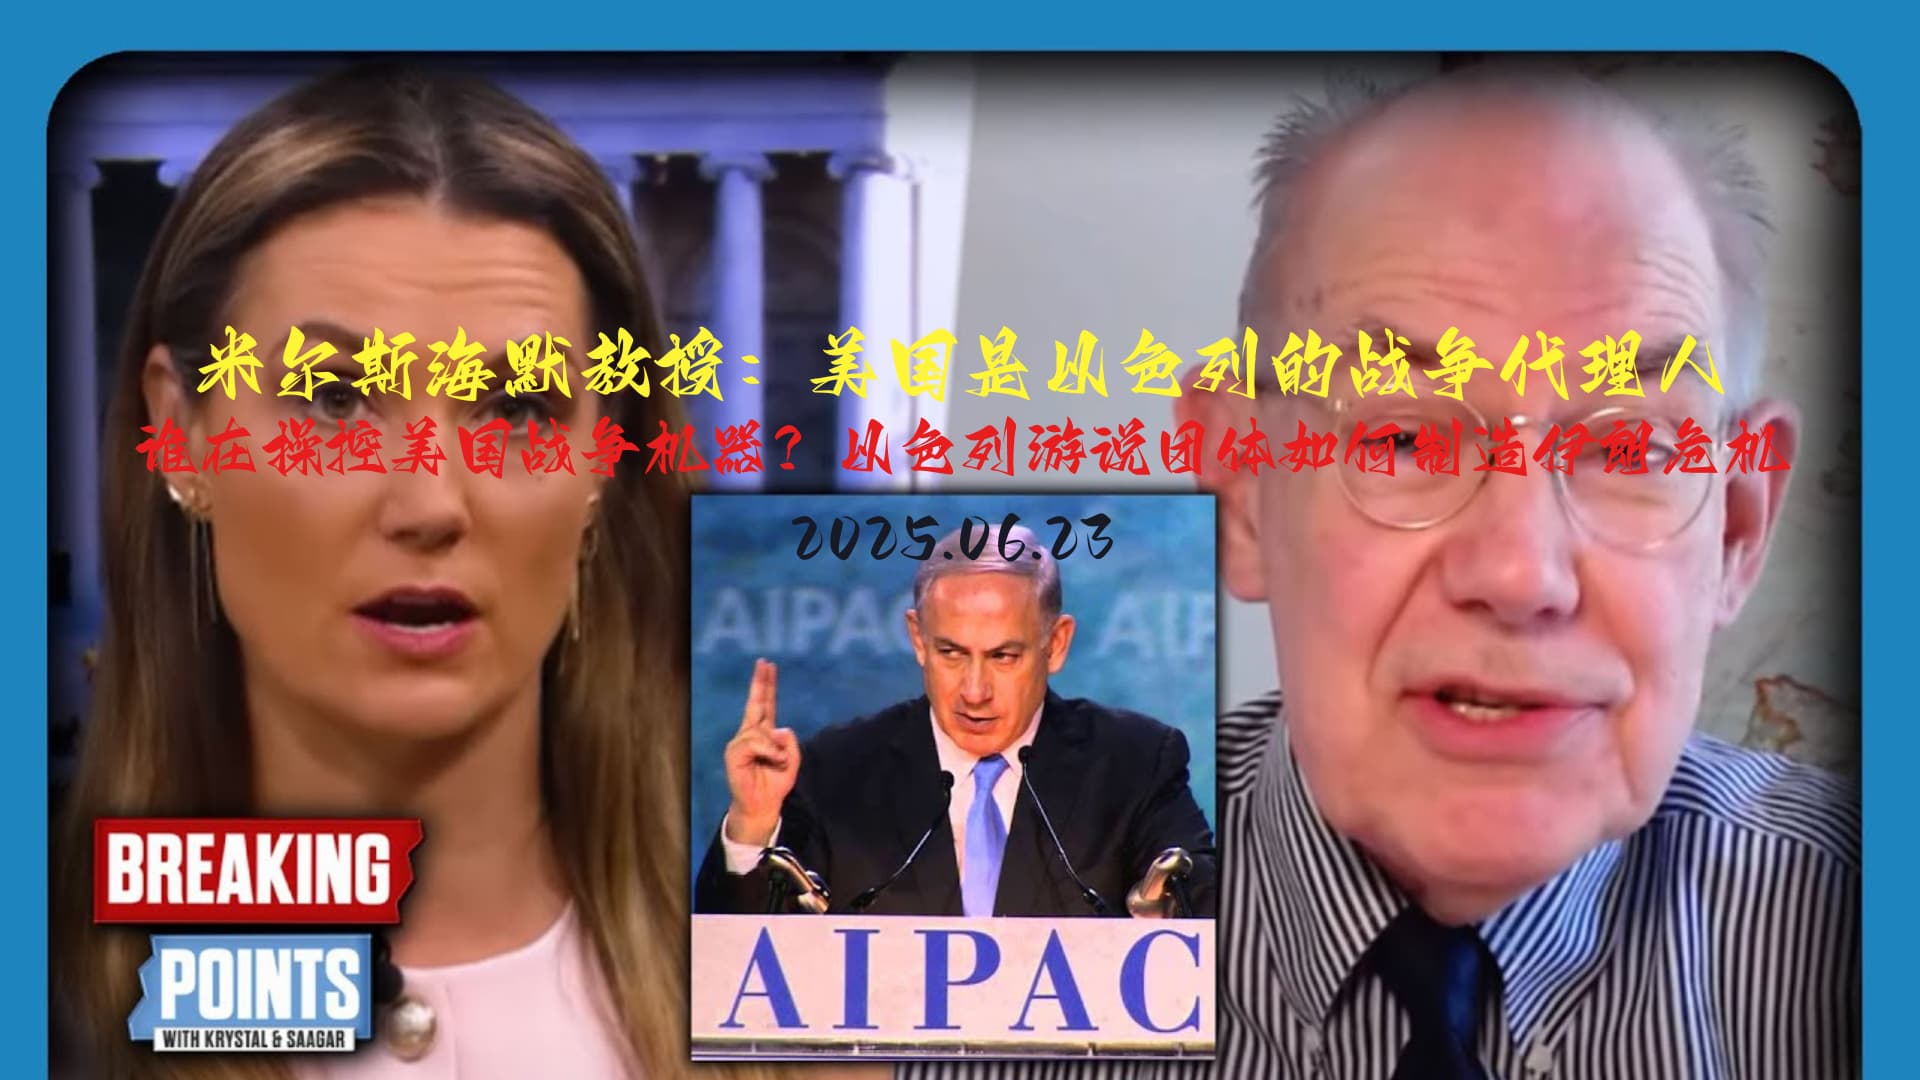 米尔斯海默教授：美国是以色列的战争代理人
谁在操控美国战争机器？以色列游说团体如何制造伊朗危机
2025.06.23
AIPAC AIP
BREAKING
POINTS
WITH KRYSTAL & SAAGAR
AIPAC